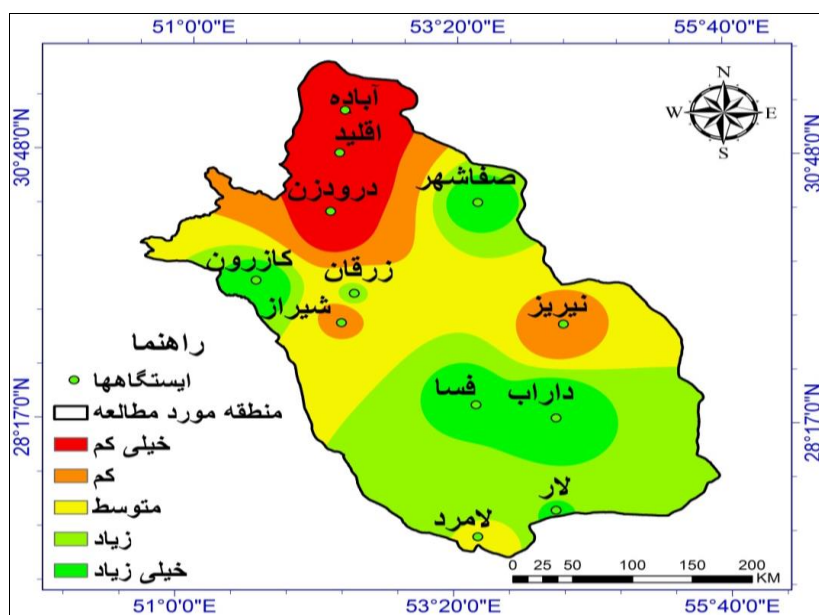 51°0'0"E 53°20'0"E 55°40'0"E
30°48'0"N 30°48'0"N
28°17'0"N 28°17'0"N
N
W E
S
آباده
اقلید
درودزن
صفاشهر
کازرون
زرقان
شیراز
نیریز
فسا
داراب
لار
لامرد
راهنما
ایستگاهها
منطقه مورد مطالعه
خیلی کم
کم
متوسط
زیاد
خیلی زیاد
0 25 50 100 150 200
KM
51°0'0"E 53°20'0"E 55°40'0"E